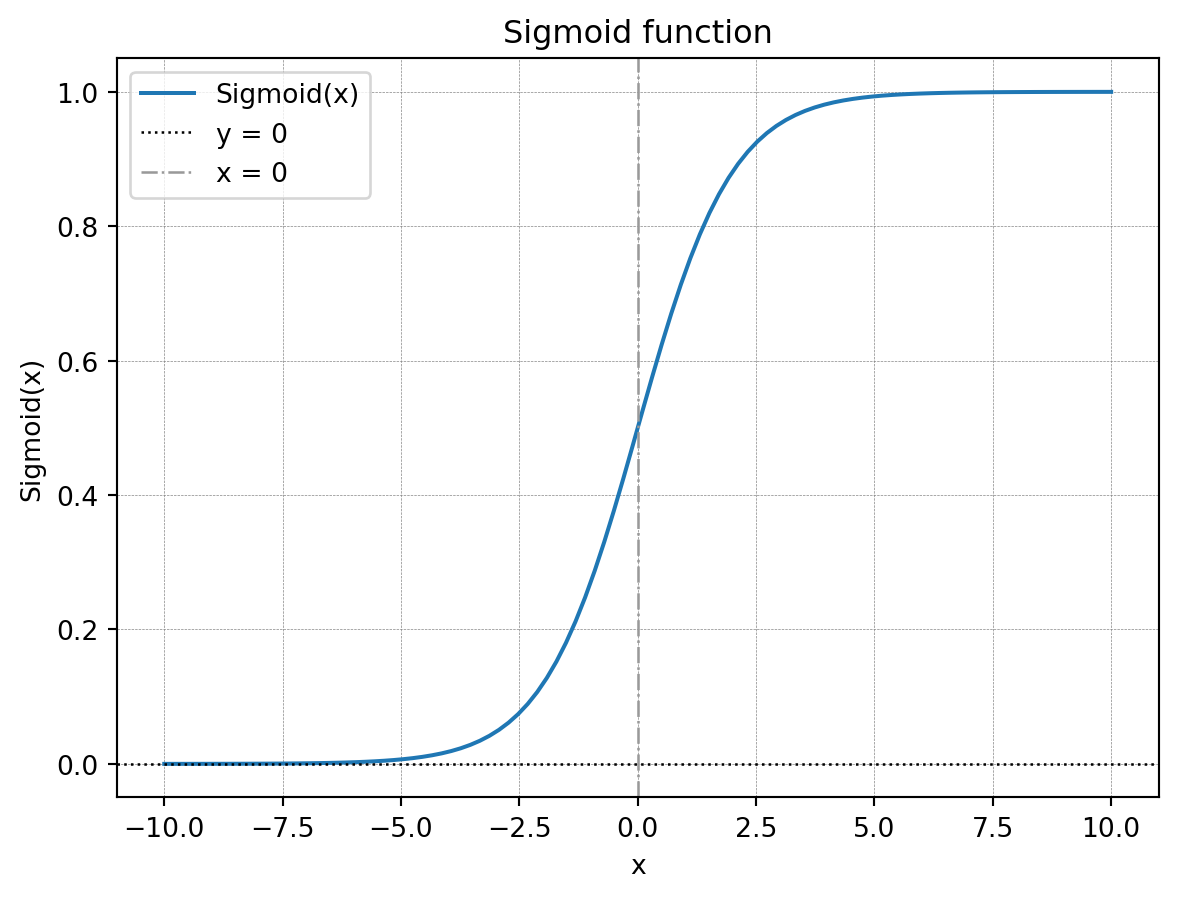 Sigmoid function
Sigmoid(x)
y = 0
x = 0
1.0
0.8
0.6
0.4
0.2
0.0
Sigmoid(x)
−10.0 −7.5 −5.0 −2.5 0.0 2.5 5.0 7.5 10.0
x